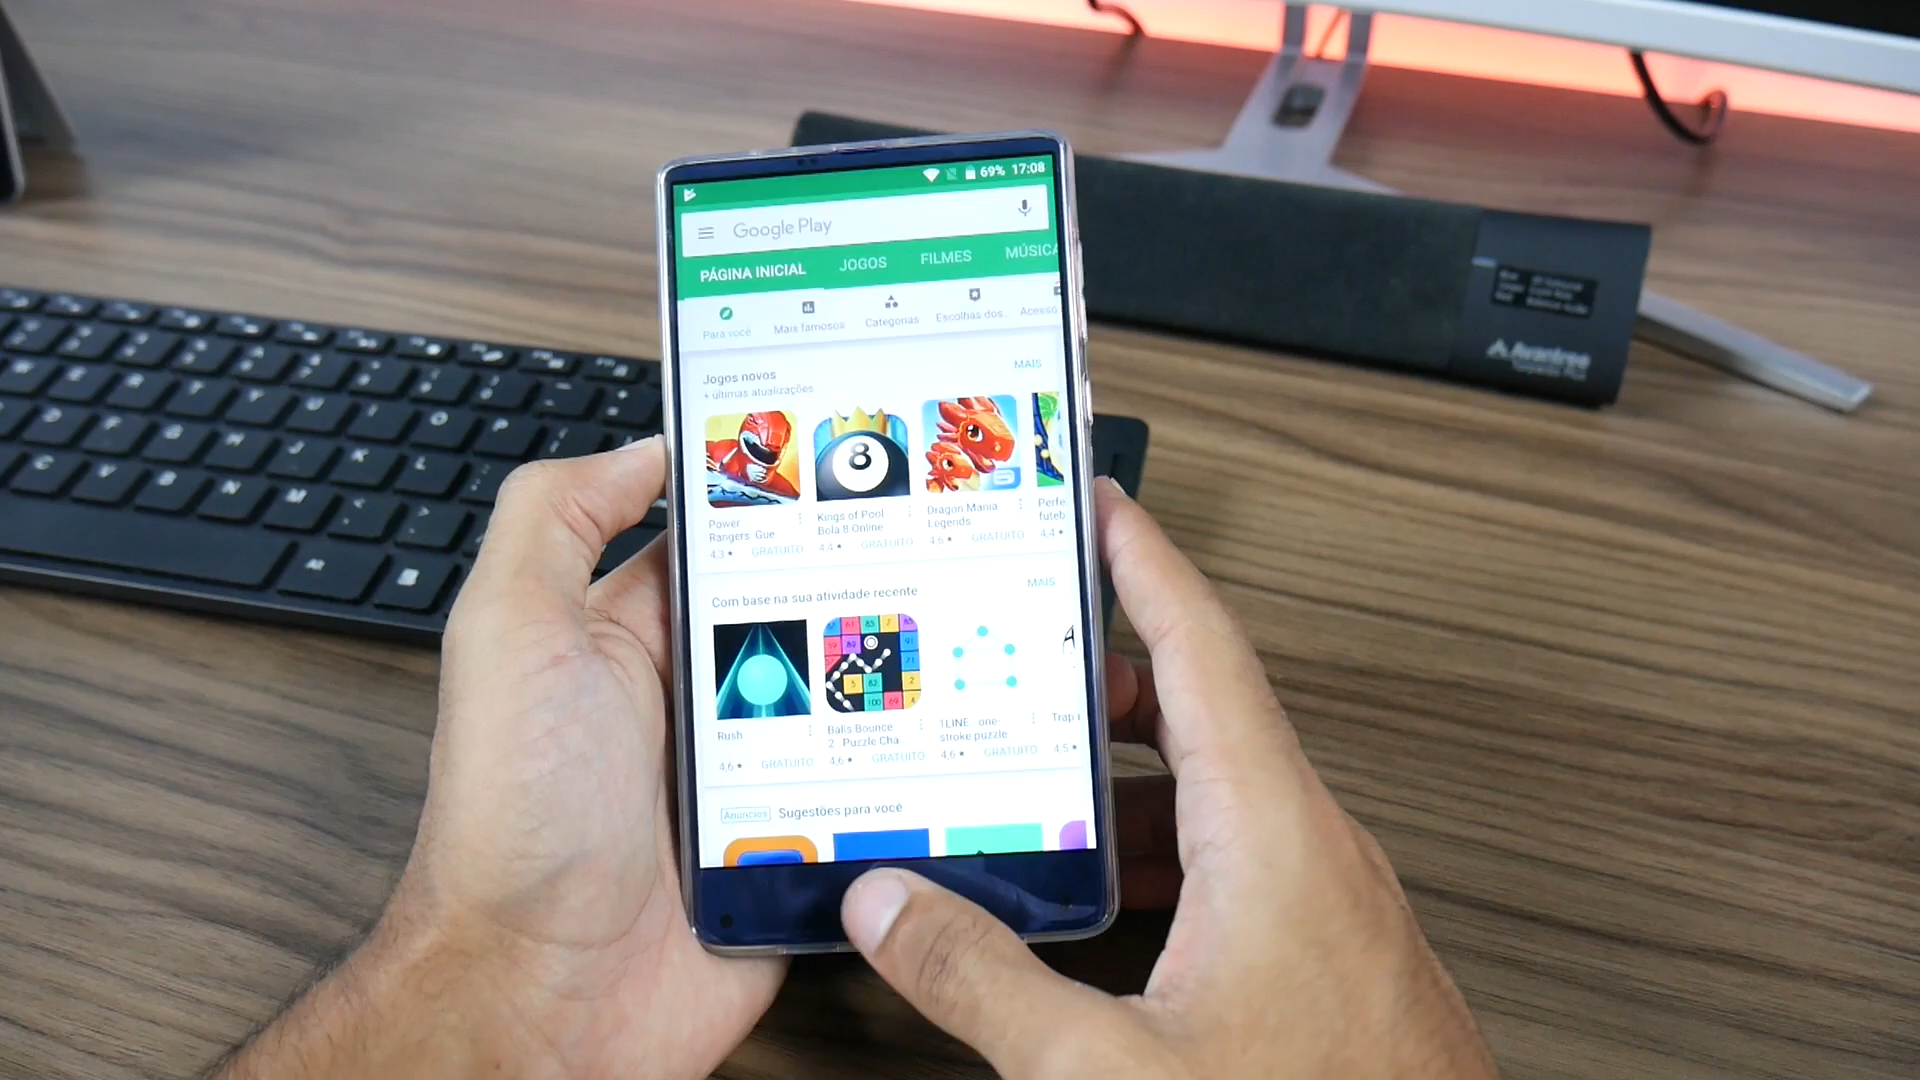 69% 17:08
Google Play
PÁGINA INICIAL JOGOS FILMES MÚSICA
Para você Mais famosos Categorias Escolhas dos... Acesso
Jogos novos MAIS
+ últimas atualizações
8
Power Rangers: Gue
4,3 GRATUITO
Kings of Pool Bola 8 Online
4,4 GRATUITO
Dragon Mania Legends
4,6 GRATUITO
Perfe
futeb
4,4
Com base na sua atividade recente MAIS
Rush
4,6 GRATUITO
Balls Bounce
2 Puzzle Cha
4,6 GRATUITO
1LINE one-
stroke puzzle
4,6 GRATUITO
Trap
4,5
Anúncios Sugestões para você
Avantree